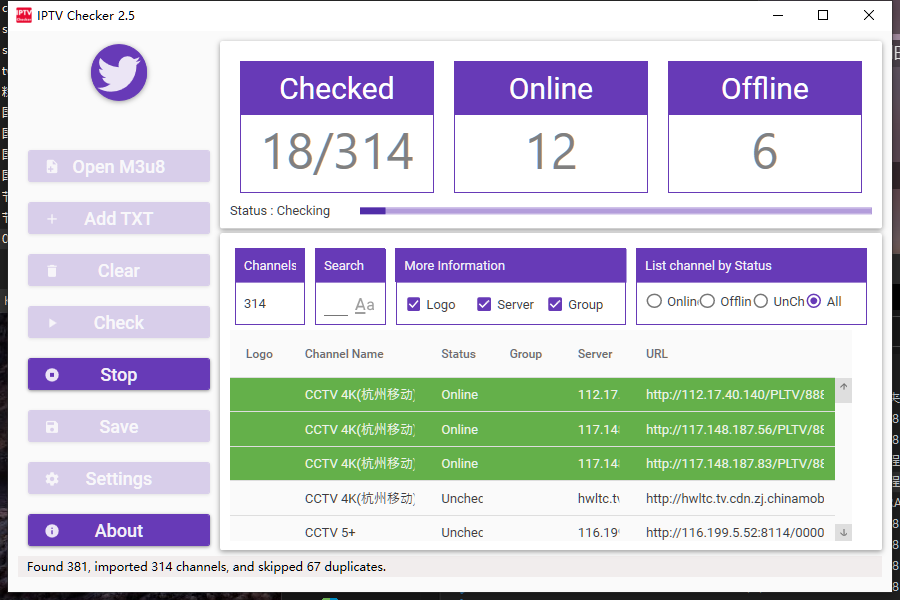 IPTV Checker 2.5
Checked
Online
Offline
18/314
12
6
Status : Checking
Open M3u8
Add TXT
Clear
Check
Stop
Save
Settings
About
Channels
Search
More Information
List channel by Status
314
Aa
Logo
Server
Group
Onlin
Offlin
UnCh
All
Logo Channel Name Status Group Server URL
CCTV 4K(杭州移动) Online 112.17. http://112.17.40.140/PLTV/888
CCTV 4K(杭州移动) Online 117.148 http://117.148.187.56/PLTV/88
CCTV 4K(杭州移动) Online 117.148 http://117.148.187.83/PLTV/88
CCTV 4K(杭州移动) Unchec hwltc.tv http://hwltc.tv.cdn.zj.chinamob
CCTV 5+ Unchec 116.199 http://116.199.5.52:8114/0000
Found 381, imported 314 channels, and skipped 67 duplicates.